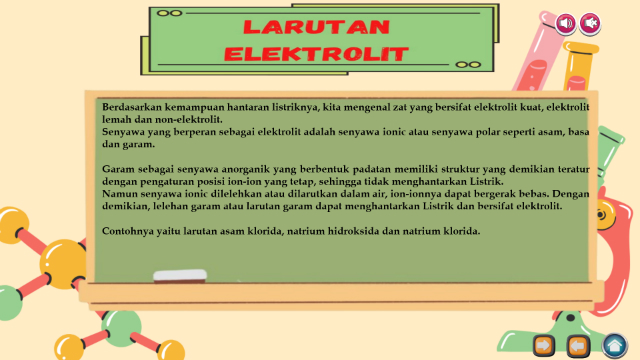 LARUTAN
ELEKTROLIT
Berdasarkan kemampuan hantaran listriknya, kita mengenal zat yang bersifat elektrolit kuat, elektrolit
lemah dan non-elektrolit.
Senyawa yang berperan sebagai elektrolit adalah senyawa ionic atau senyawa polar seperti asam, basa
dan garam.
Garam sebagai senyawa anorganik yang berbentuk padatan memiliki struktur yang demikian teratur
dengan pengaturan posisi ion-ion yang tetap, sehingga tidak menghantarkan Listrik.
Namun senyawa ionic dilelehkan atau dilarutkan dalam air, ion-ionnya dapat bergerak bebas. Dengan
demikian, lelehan garam atau larutan garam dapat menghantarkan Listrik dan bersifat elektrolit.
Contohnya yaitu larutan asam klorida, natrium hidroksida dan natrium klorida.